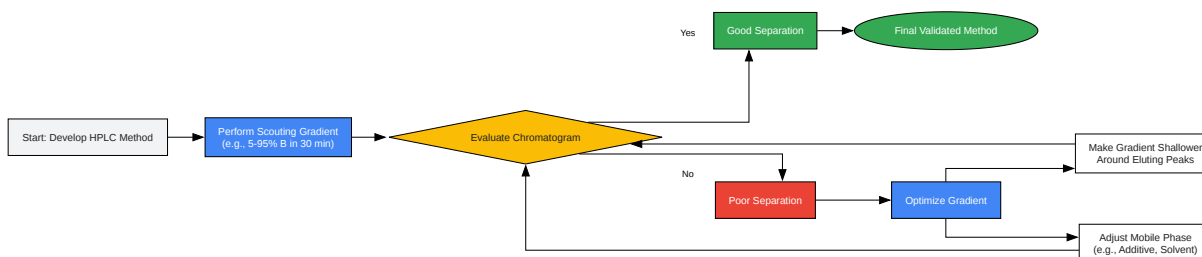 Start: Develop HPLC Method
Perform Scouting Gradient
(e.g., 5-95% B in 30 min)
Evaluate Chromatogram
Yes
Good Separation
Final Validated Method
No
Poor Separation
Optimize Gradient
Make Gradient Shallower
Around Eluting Peaks
Adjust Mobile Phase
(e.g., Additive, Solvent)